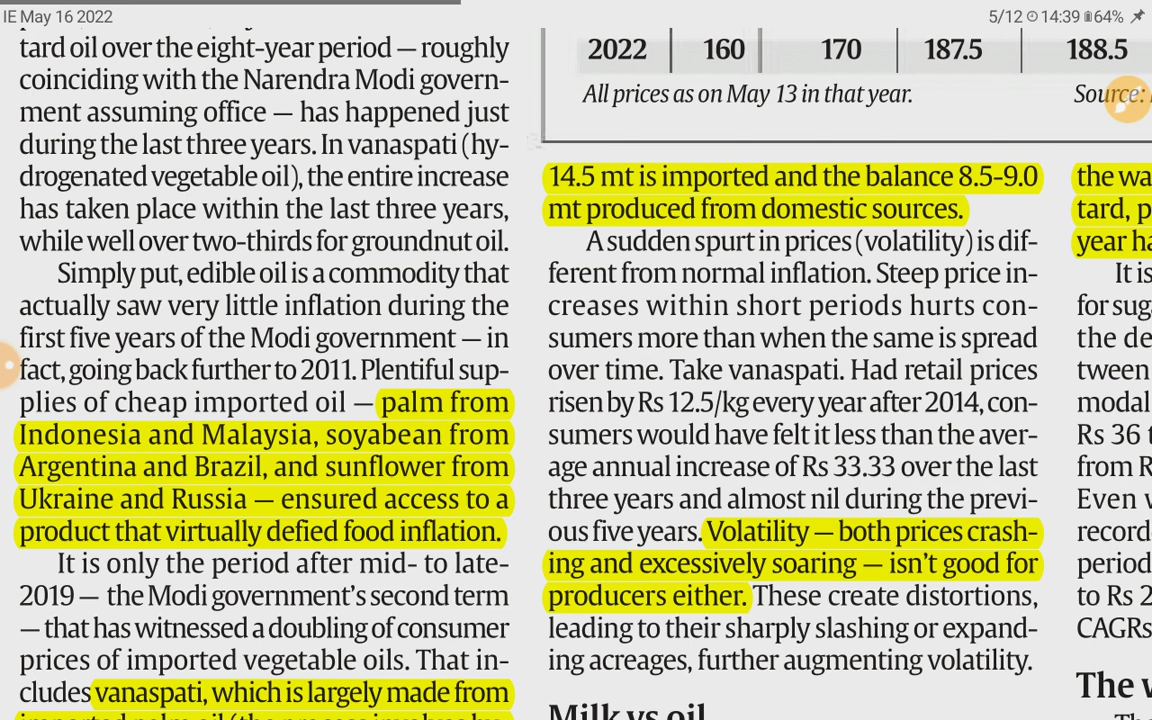 IE May 16 2022
5/12 14:39 64%
tard oil over the eight-year period — roughly
coinciding with the Narendra Modi govern-
ment assuming office — has happened just
during the last three years. In vanaspati (hy-
drogenated vegetable oil), the entire increase
has taken place within the last three years,
while well over two-thirds for groundnut oil.
Simply put, edible oil is a commodity that
actually saw very little inflation during the
first five years of the Modi government — in
fact, going back further to 2011. Plentiful sup-
plies of cheap imported oil — palm from
Indonesia and Malaysia, soyabean from
Argentina and Brazil, and sunflower from
Ukraine and Russia — ensured access to a
product that virtually defied food inflation.
It is only the period after mid- to late-
2019 — the Modi government's second term
— that has witnessed a doubling of consumer
prices of imported vegetable oils. That in-
cludes vanaspati, which is largely made from
imported palm oil (the process involves hy-
2022 160 170 187.5 188.5
All prices as on May 13 in that year.
Source:
14.5 mt is imported and the balance 8.5-9.0
mt produced from domestic sources.
A sudden spurt in prices (volatility) is dif-
ferent from normal inflation. Steep price in-
creases within short periods hurts con-
sumers more than when the same is spread
over time. Take vanaspati. Had retail prices
risen by Rs 12.5/kg every year after 2014, con-
sumers would have felt it less than the aver-
age annual increase of Rs 33.33 over the last
three years and almost nil during the previ-
ous five years. Volatility — both prices crash-
ing and excessively soaring — isn't good for
producers either. These create distortions,
leading to their sharply slashing or expand-
ing acreages, further augmenting volatility.
Milk vs oil
the wa
tard, p
year ha
It is
for suga
the de
tween
modal
Rs 36 t
from R
Even w
record
period
to Rs 2
CAGRs
The w